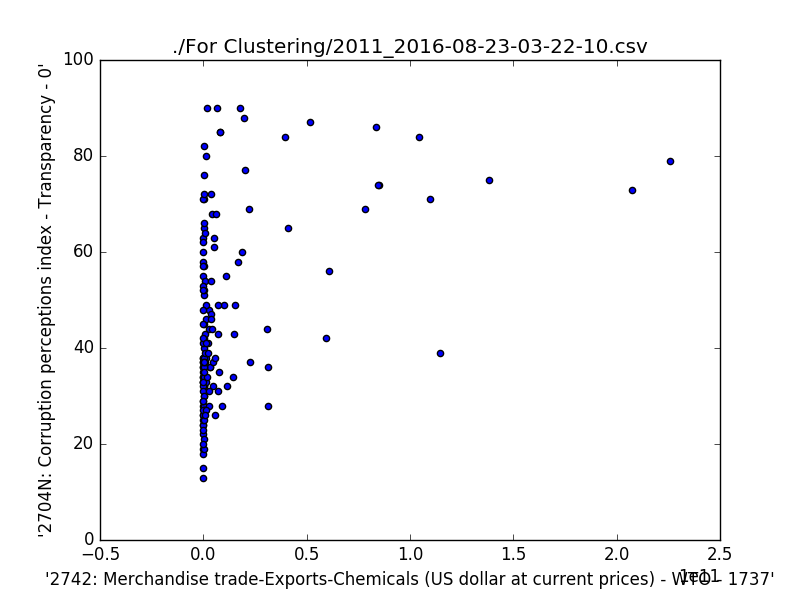 ./For Clustering/2011_2016-08-23-03-22-10.csv
'2704N: Corruption perceptions index - Transparency - 0'
100
80
60
40
20
0
−0.5 0.0 0.5 1.0 1.5 2.0 2.5
1e11
'2742: Merchandise trade-Exports-Chemicals (US dollar at current prices) - WTO - 1737'